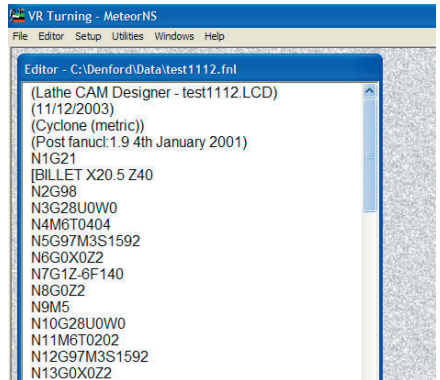 VR Turning - MeteorNS
File Editor Setup Utilities Windows Help
Editor - C:\Denford\Data\test1112.fnl
(Lathe CAM Designer - test1112.LCD)
(11/12/2003)
(Cyclone (metric))
(Post fanucl:1.9 4th January 2001)
N1G21
[BILLET X20.5 Z40
N2G98
N3G28U0W0
N4M6T0404
N5G97M3S1592
N6G0X0Z2
N7G1Z-6F140
N8G0Z2
N9M5
N10G28U0W0
N11M6T0202
N12G97M3S1592
N13G0X0Z2